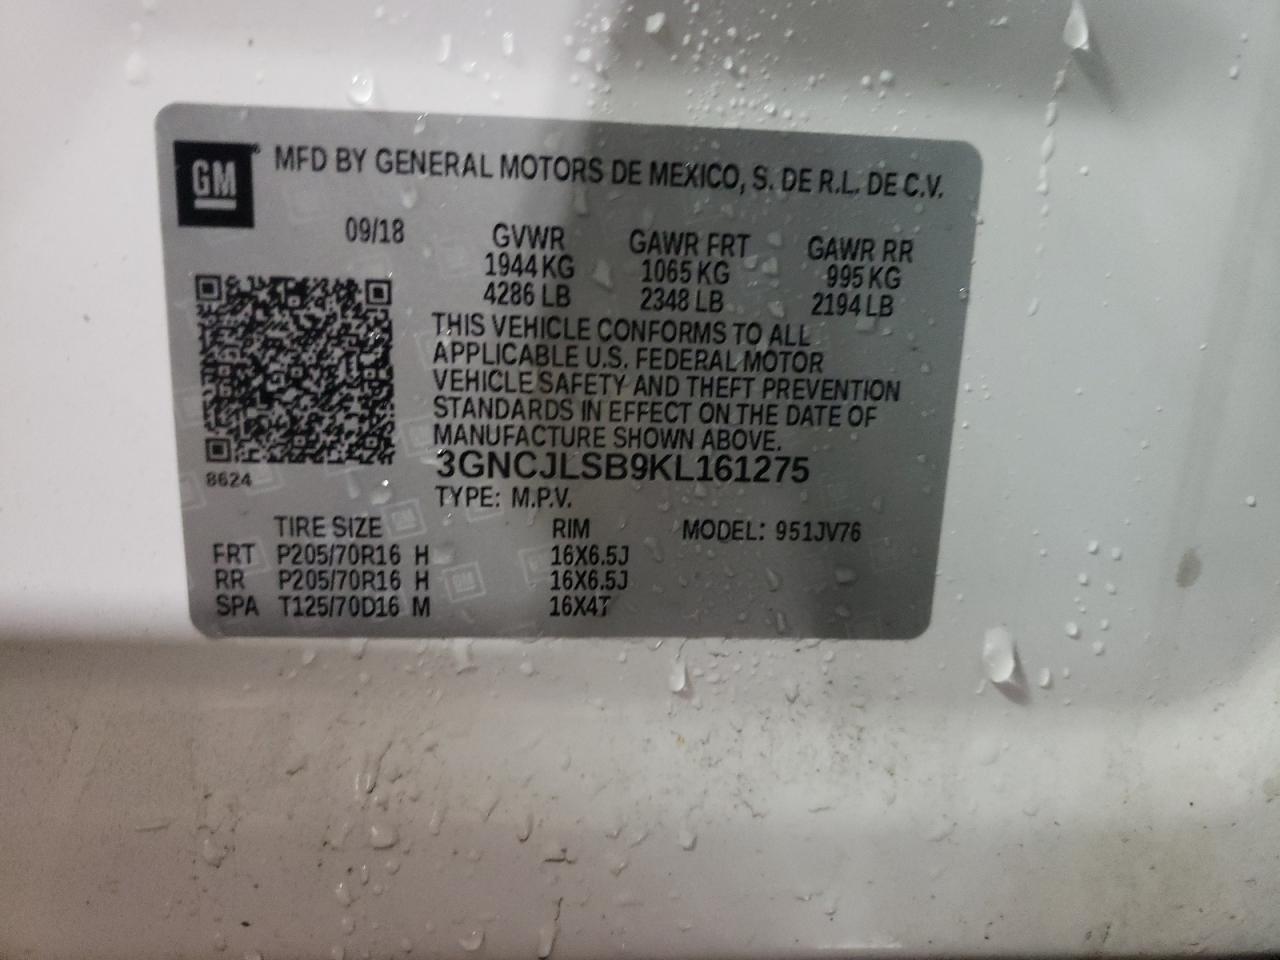 GM® MFD BY GENERAL MOTORS DE MEXICO, S. DE R.L. DE C.V.
09/18 GVWR GAWR FRT GAWR RR
1944 KG 1065 KG 995 KG
4286 LB 2348 LB 2194 LB
THIS VEHICLE CONFORMS TO ALL
APPLICABLE U.S. FEDERAL MOTOR
VEHICLE SAFETY AND THEFT PREVENTION
STANDARDS IN EFFECT ON THE DATE OF
MANUFACTURE SHOWN ABOVE.
3GNCJLSB9KL161275
8624
TYPE: M.P.V.
TIRE SIZE RIM MODEL: 951JV76
FRT P205/70R16 H 16X6.5J
RR P205/70R16 H 16X6.5J
SPA T125/70D16 M 16X4T